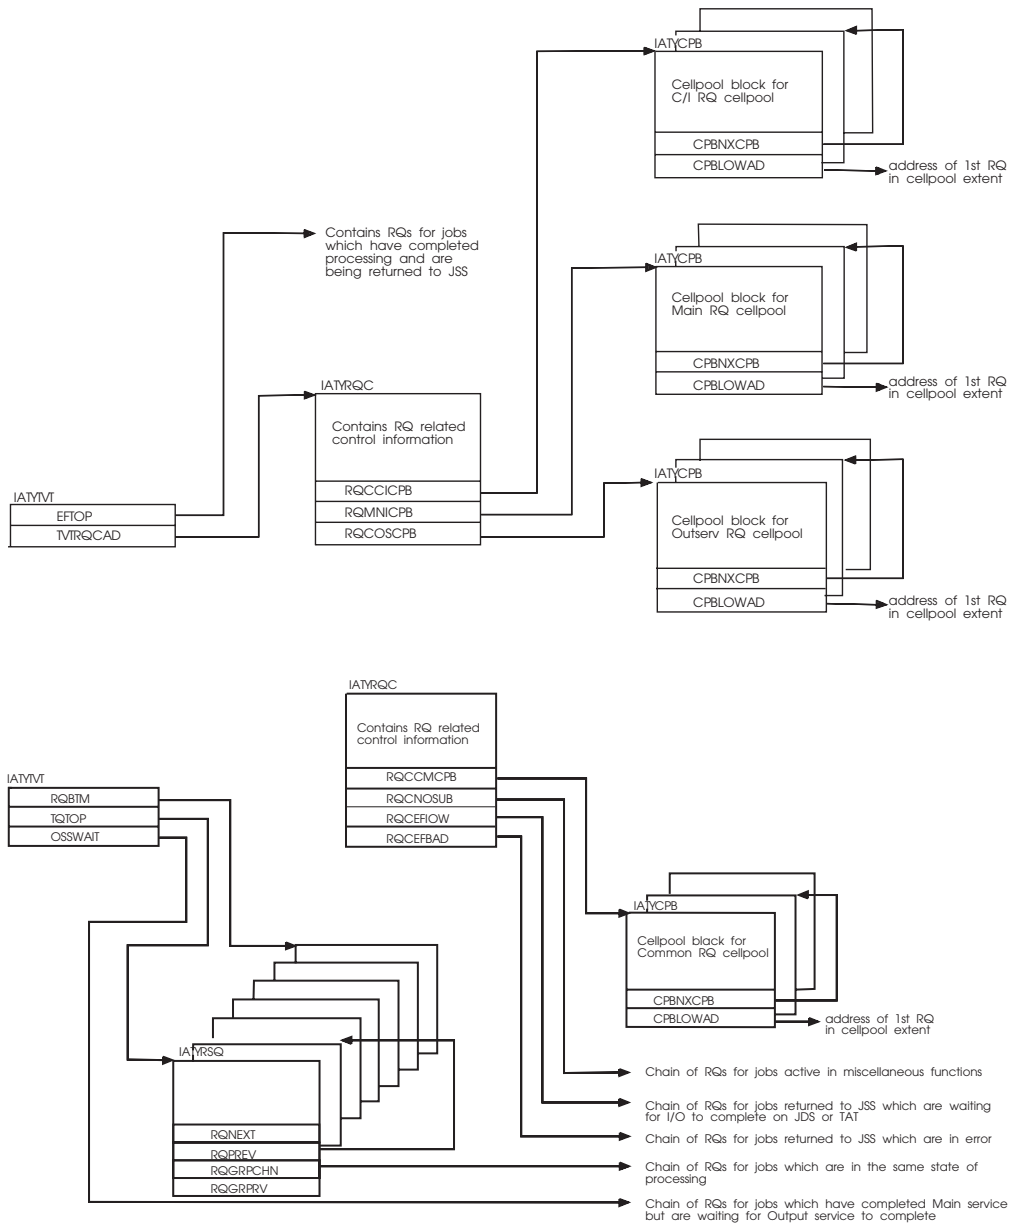 IATYCPB
Cellpool block for
C/I RQ cellpool
CPBNXCPB
CPBLOWAD
address of 1st RQ
in cellpool extent
Contains RQs for jobs
which have completed
processing and are
being returned to JSS
IATYCPB
Cellpool block for
Main RQ cellpool
CPBNXCPB
CPBLOWAD
address of 1st RQ
in cellpool extent
IATYRQC
Contains RQ related
control information
RQCCICPB
RQMNICPB
RQCOSCPB
IATYTVT
EFTOP
TVTRQCAD
IATYCPB
Cellpool block for
Outserv RQ cellpool
CPBNXCPB
CPBLOWAD
address of 1st RQ
in cellpool extent
IATYRQC
Contains RQ related
control information
RQCCMCPB
RQCNOSUB
RQCEFIOW
RQCEFBAD
IATYTVT
RQBTM
TQTOP
OSSWAIT
IATYCPB
Cellpool black for
Common RQ cellpool
CPBNXCPB
CPBLOWAD
address of 1st RQ
in cellpool extent
IATYRSQ
RQNEXT
RQPREV
RQGRPCHN
RQGRPRV
Chain of RQs for jobs active in miscellaneous functions
Chain of RQs for jobs returned to JSS which are waiting
for I/O to complete on JDS or TAT
Chain of RQs for jobs returned to JSS which are in error
Chain of RQs for jobs which are in the same state of
processing
Chain of RQs for jobs which have completed Main service
but are waiting for Output service to complete